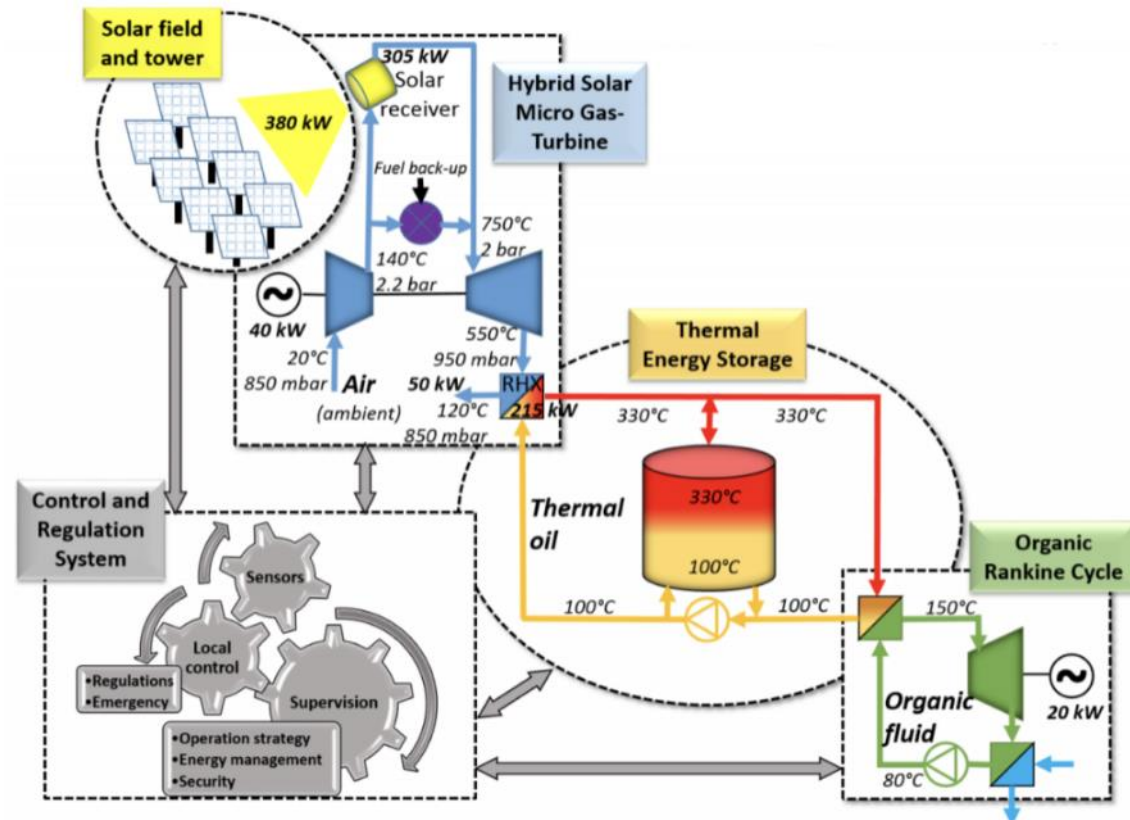 Solar field
and tower
380 kW
305 kW
Solar
receiver
Hybrid Solar
Micro Gas-
Turbine
Fuel back-up
750°C
2 bar
140°C
2.2 bar
40 kW
20°C
850 mbar
Air
(ambient)
550°C
950 mbar
50 kW
RHX
215 kW
120°C
850 mbar
Thermal
Energy Storage
330°C
330°C
330°C
100°C
Thermal
oil
100°C
100°C
Control and
Regulation
System
Sensors
Local
control
•Regulations
•Emergency
Supervision
•Operation strategy
•Energy management
•Security
Organic
Rankine Cycle
150°C
20 kW
Organic
fluid
80°C